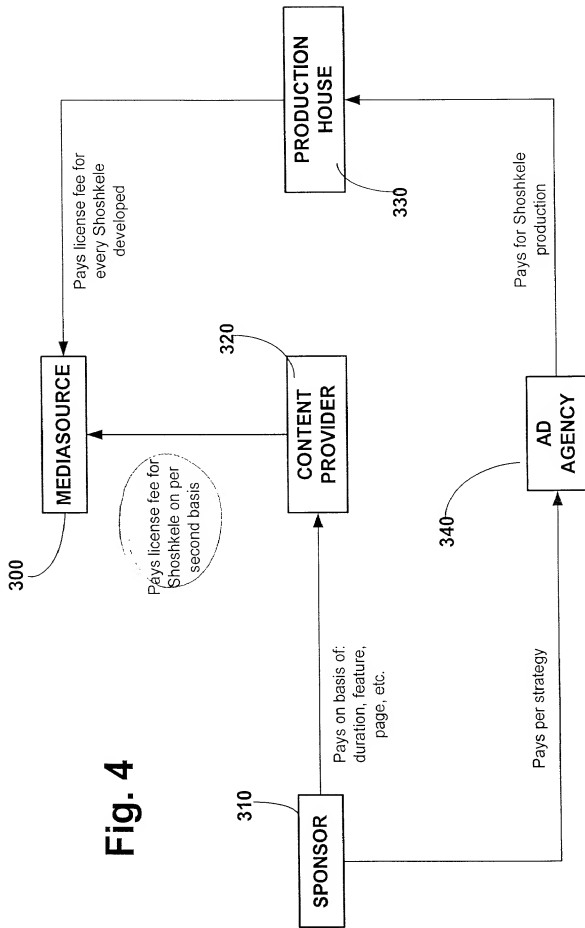 Fig. 4
300
MEDIASOURCE
Pays license fee for
every Shoshkele
developed
Pays license fee for
Shoshkele on per
second basis
320
CONTENT
PROVIDER
PRODUCTION
HOUSE
330
310
SPONSOR
Pays on basis of:
duration, feature,
page, etc.
Pays per strategy
340
AD
AGENCY
Pays for Shoshkele
production